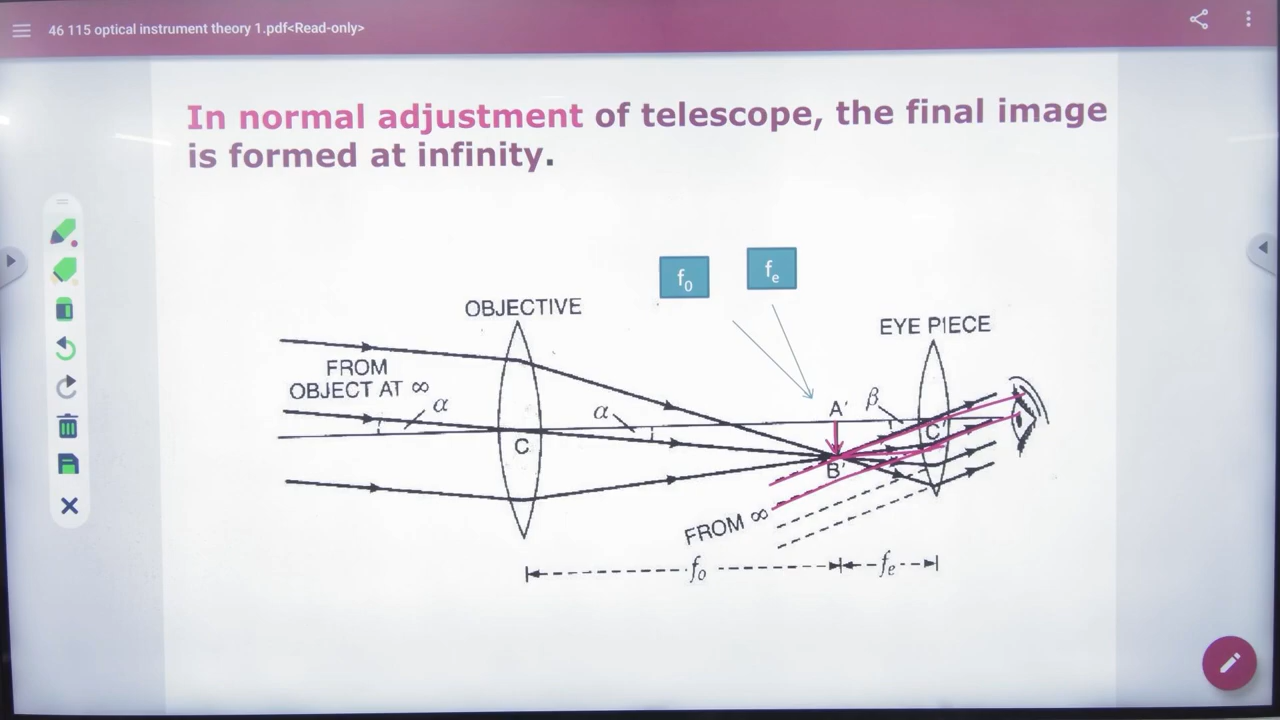 46 115 optical instrument theory 1.pdf<Read-only>
In normal adjustment of telescope, the final image
is formed at infinity.
f₀
fₑ
OBJECTIVE
EYE PIECE
FROM
OBJECT AT ∞
α
α
A'
β
C
C'
B'
FROM ∞
fₒ
fₑ